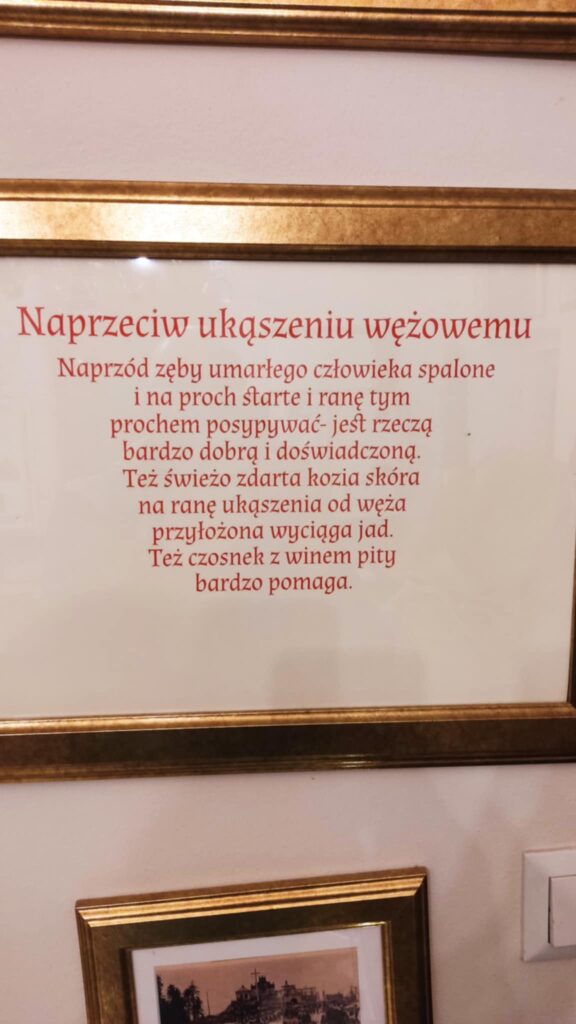 Naprzeciw ukąszeniu wężowemu
Naprzód zęby umarłego człowieka spalone
i na proch starte i ranę tym
prochem posypywać- jest rzeczą
bardzo dobrą i doświadczoną.
Też świeżo zdarta kozia skóra
na ranę ukąszenia od węża
przyłożona wyciąga jad.
Też czosnek z winem pity
bardzo pomaga.